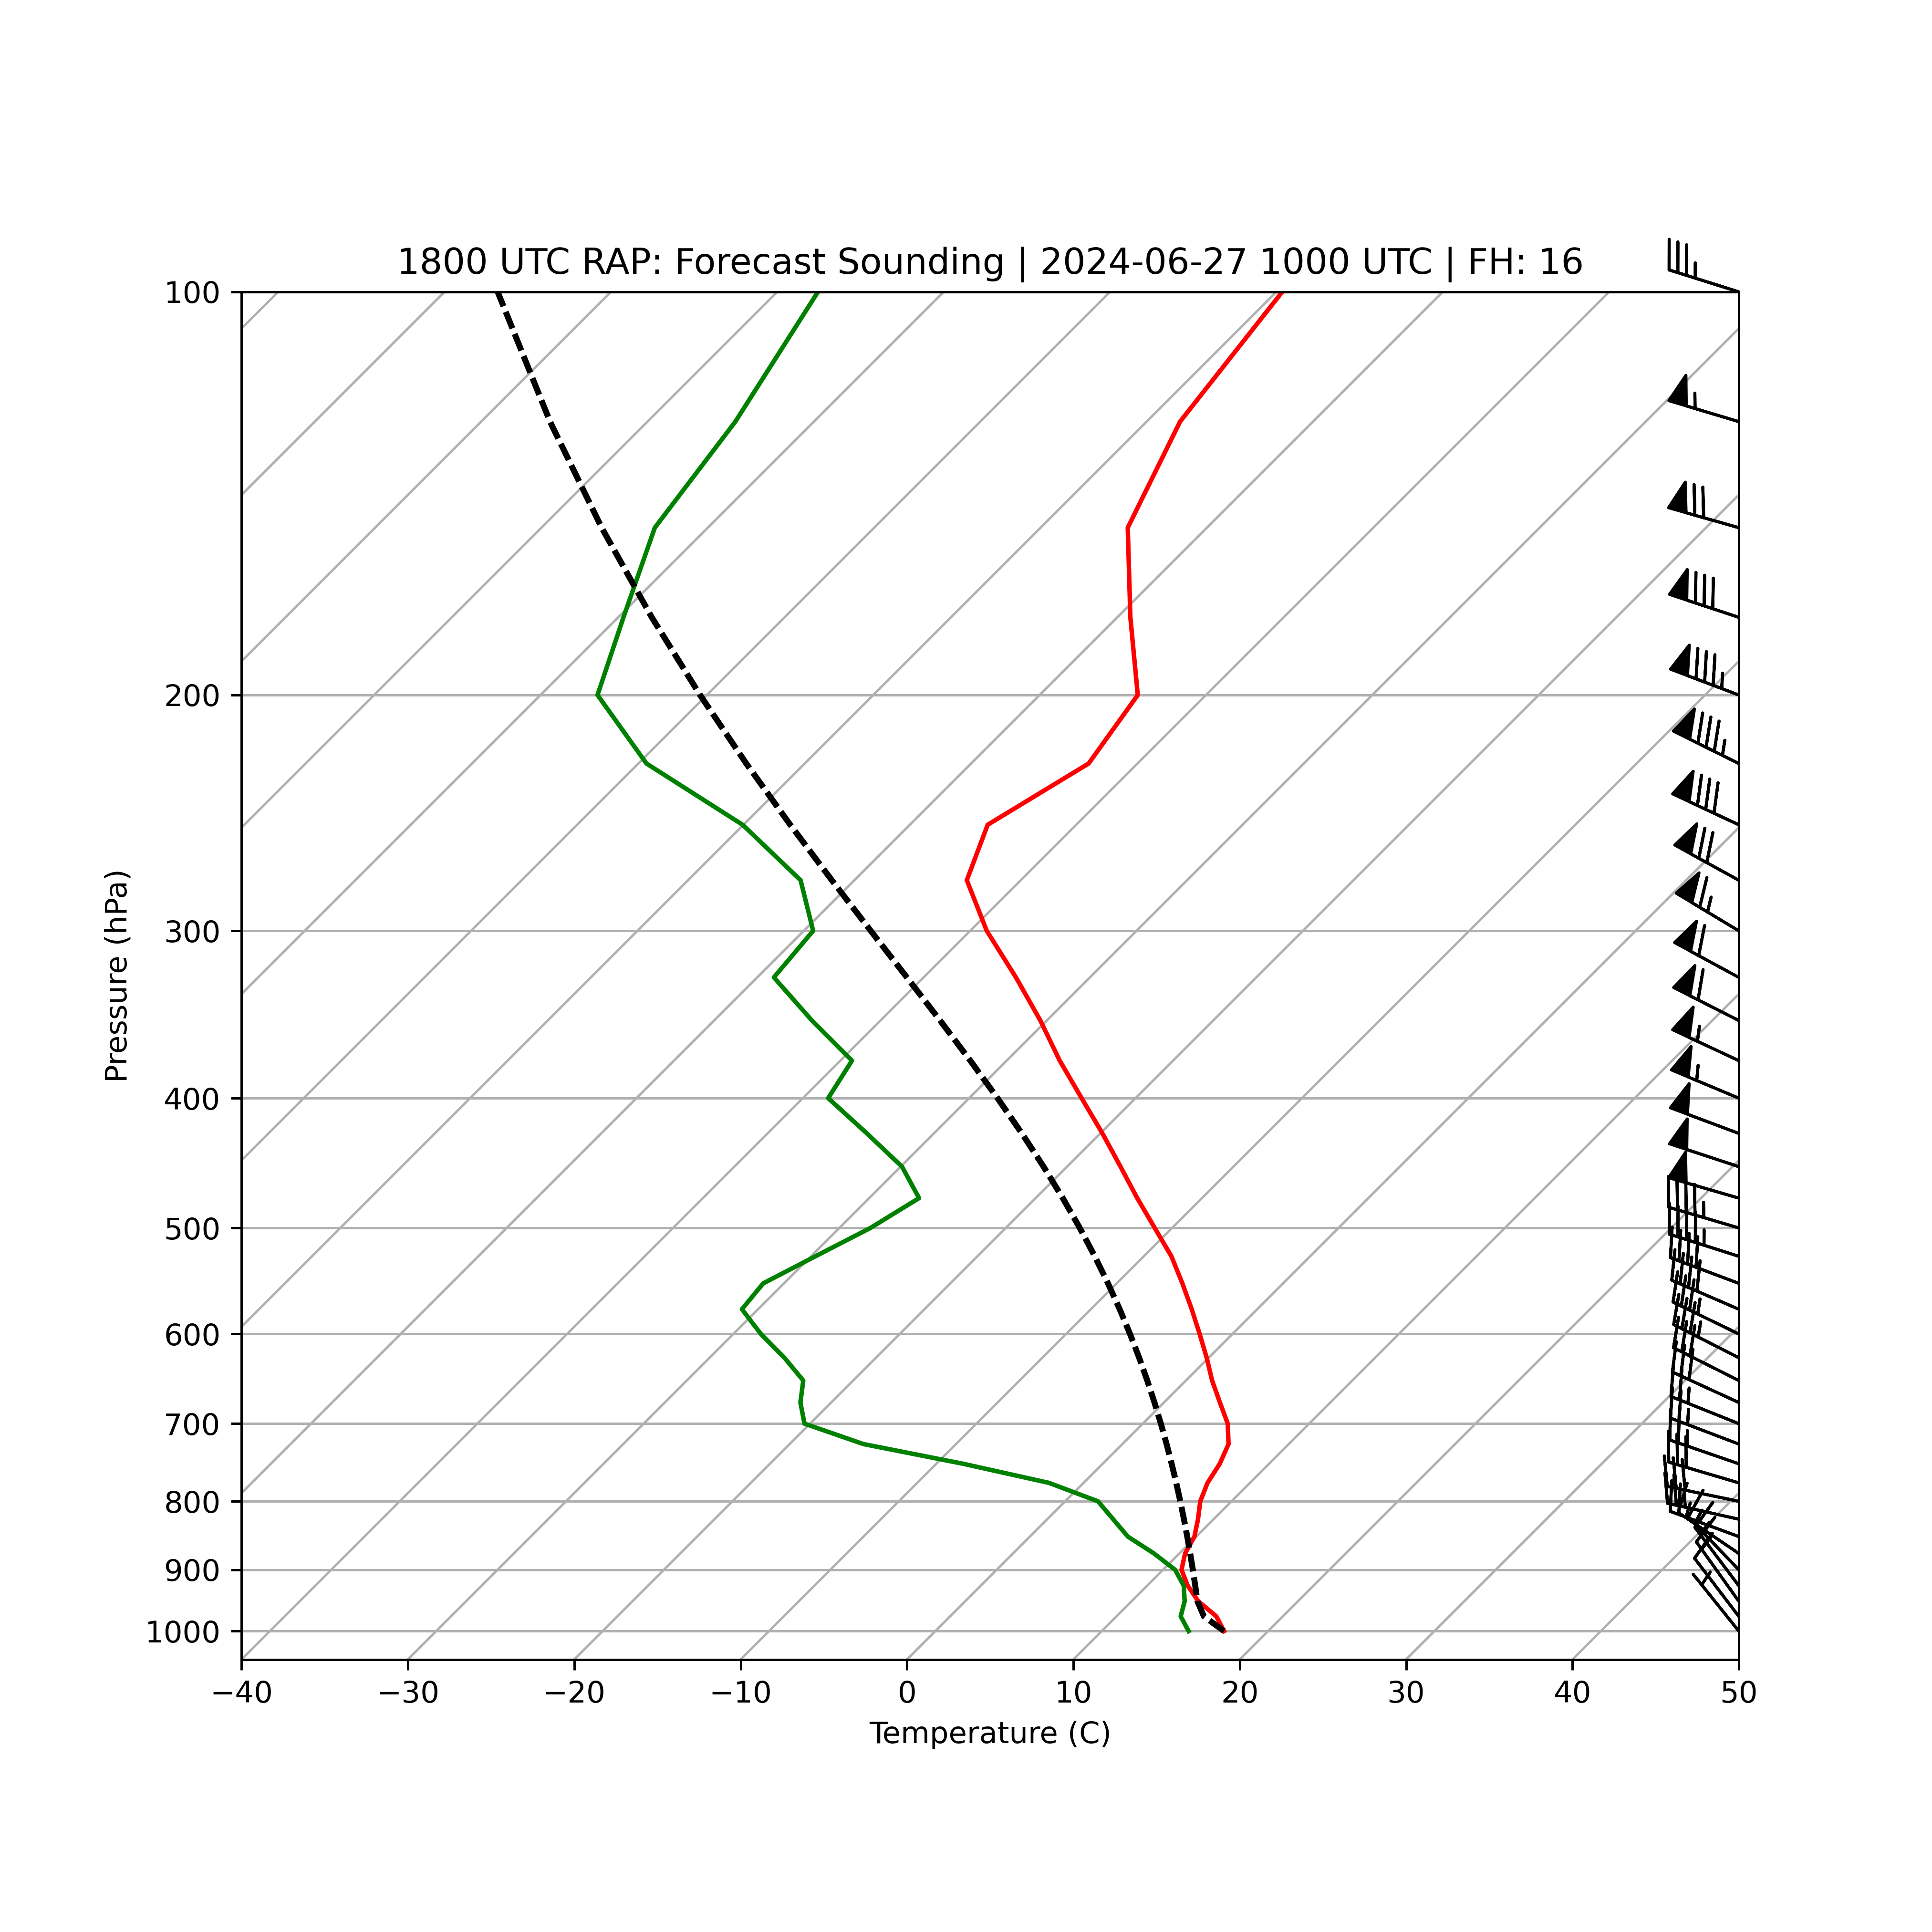 1800 UTC RAP: Forecast Sounding | 2024-06-27 1000 UTC | FH: 16
100
200
300
400
500
600
700
800
900
1000
Pressure (hPa)
−40 −30 −20 −10 0 10 20 30 40 50
Temperature (C)